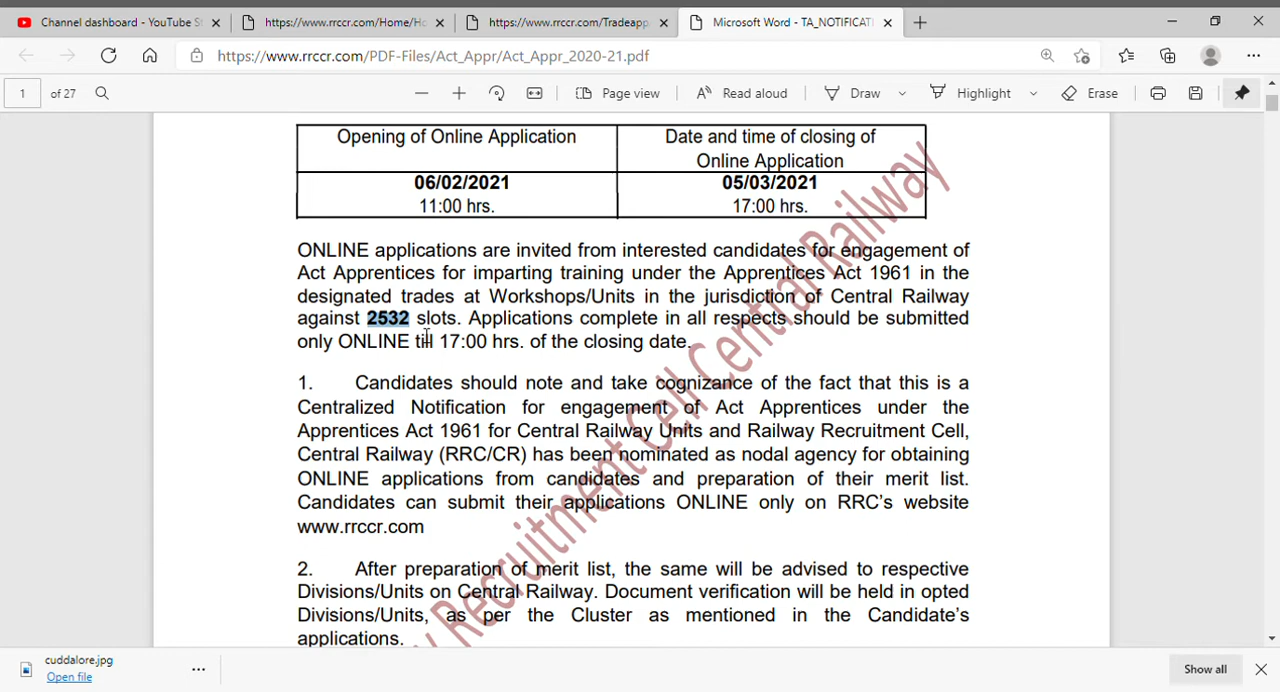 Channel dashboard - YouTube S
https://www.rrccr.com/Home/Ho
https://www.rrccr.com/Tradeapp
Microsoft Word - TA_NOTIFICATI
https://www.rrccr.com/PDF-Files/Act_Appr/Act_Appr_2020-21.pdf
1 of 27 Page view Read aloud Draw Highlight Erase
Opening of Online Application
Date and time of closing of
Online Application
06/02/2021
11:00 hrs.
05/03/2021
17:00 hrs.
ONLINE applications are invited from interested candidates for engagement of
Act Apprentices for imparting training under the Apprentices Act 1961 in the
designated trades at Workshops/Units in the jurisdiction of Central Railway
against 2532 slots. Applications complete in all respects should be submitted
only ONLINE till 17:00 hrs. of the closing date.
1. Candidates should note and take cognizance of the fact that this is a
Centralized Notification for engagement of Act Apprentices under the
Apprentices Act 1961 for Central Railway Units and Railway Recruitment Cell,
Central Railway (RRC/CR) has been nominated as nodal agency for obtaining
ONLINE applications from candidates and preparation of their merit list.
Candidates can submit their applications ONLINE only on RRC's website
www.rrccr.com
2. After preparation of merit list, the same will be advised to respective
Divisions/Units on Central Railway. Document verification will be held in opted
Divisions/Units, as per the Cluster as mentioned in the Candidate's
applications.
y Recruitment Cell Central Railway
cuddalore.jpg
Open file
Show all